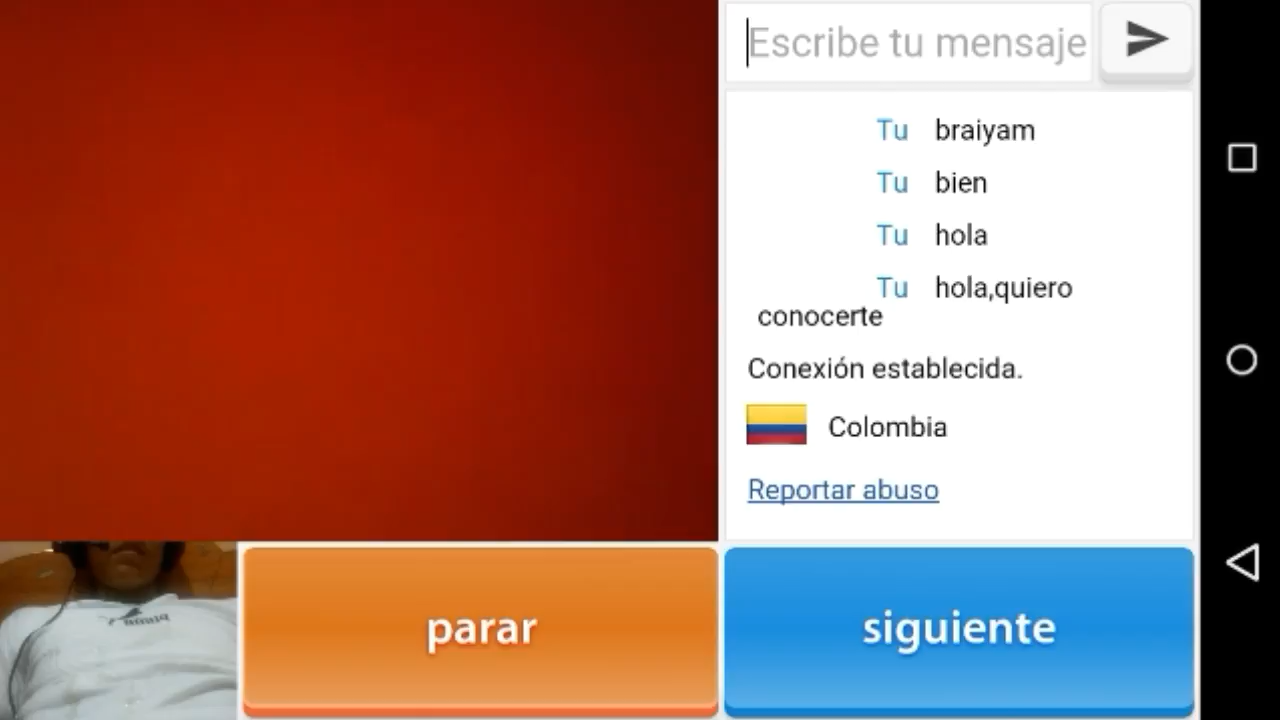 Escribe tu mensaje
Tu braiyam
Tu bien
Tu hola
Tu hola,quiero
conocerte
Conexión establecida.
Colombia
Reportar abuso
parar siguiente